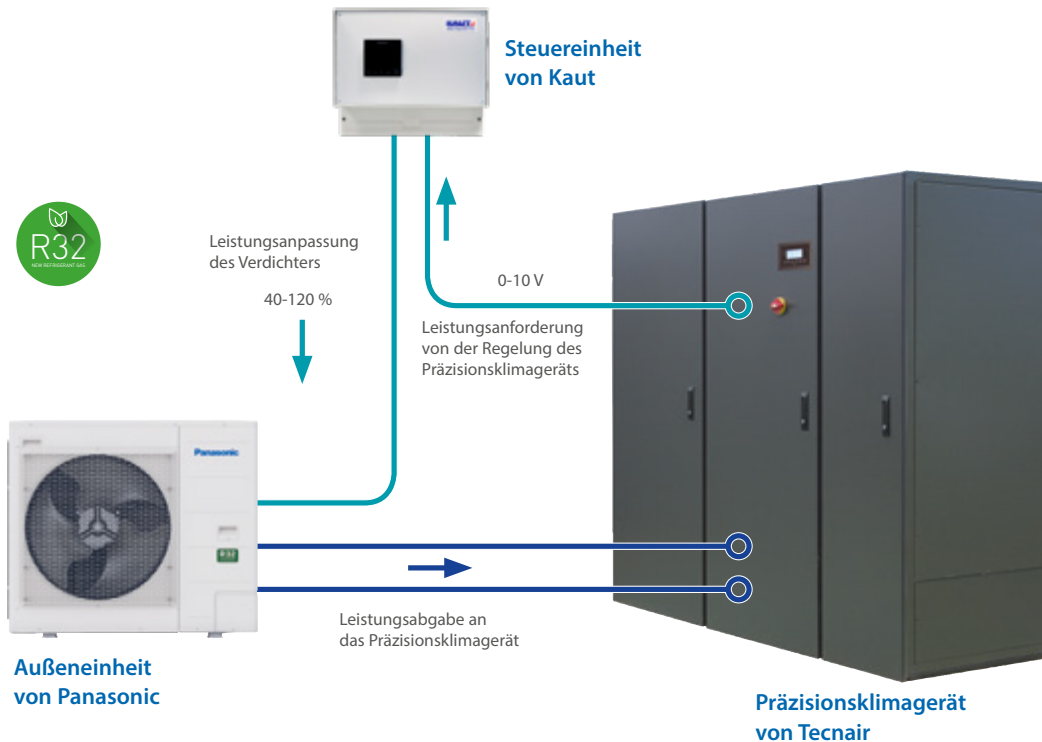 KAUT
Steuereinheit
von Kaut
R32
NEW REFRIGERANT GAS
Leistungsanpassung
des Verdichters
40-120 %
0-10 V
Leistungsanforderung
von der Regelung des
Präzisionsklimageräts
Panasonic
R32
Leistungsabgabe an
das Präzisionsklimagerät
Außeneinheit
von Panasonic
Präzisionsklimagerät
von Tecnair